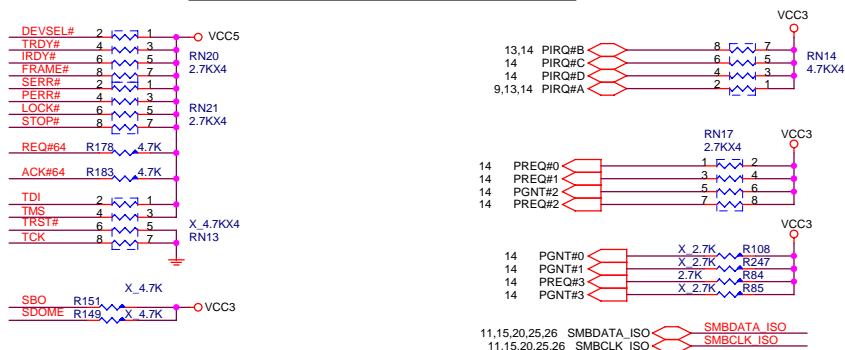 DEVSEL# 2 1 VCC5
TRDY# 4 3
IRDY# 6 5 RN20
FRAME# 8 7 2.7KX4
SERR# 2 1
PERR# 4 3
LOCK# 6 5 RN21
STOP# 8 7 2.7KX4
REQ#64 R178 4.7K
ACK#64 R183 4.7K
TDI 2 1
TMS 4 3
TRST# 6 5 X_4.7KX4
TCK 8 7 RN13
X_4.7K
SBO R151 VCC3
SDOME R149 X_4.7K
VCC3
13,14 PIRQ#B 8 7
14 PIRQ#C 6 5 RN14
14 PIRQ#D 4 3 4.7KX4
9,13,14 PIRQ#A 2 1
RN17 VCC3
2.7KX4
14 PREQ#0 1 2
14 PREQ#1 3 4
14 PGNT#2 5 6
14 PREQ#2 7 8
VCC3
14 PGNT#0 X_2.7K R108
14 PGNT#1 X_2.7K R247
14 PREQ#3 2.7K R84
14 PGNT#3 X_2.7K R85
11,15,20,25,26 SMBDATA_ISO SMBDATA_ISO
11,15,20,25,26 SMBCLK_ISO SMBCLK_ISO